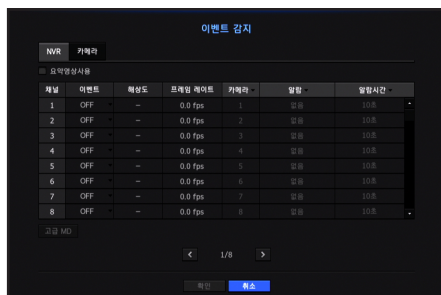 이벤트 감지
NVR 카메라
요약영상사용
채널 이벤트 해상도 프레임 레이트 카메라 알람 알람시간
1 OFF – 0.0 fps 1 없음 10초
2 OFF – 0.0 fps 2 없음 10초
3 OFF – 0.0 fps 3 없음 10초
4 OFF – 0.0 fps 4 없음 10초
5 OFF – 0.0 fps 5 없음 10초
6 OFF – 0.0 fps 6 없음 10초
7 OFF – 0.0 fps 7 없음 10초
8 OFF – 0.0 fps 8 없음 10초
고급 MD
< 1/8 >
확인 취소